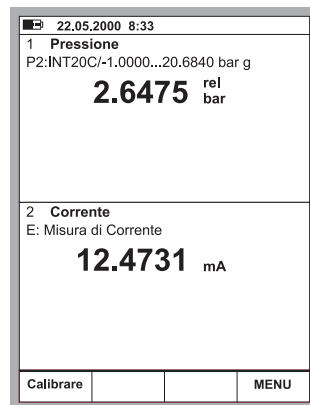 22.05.2000 8:33
1 Pressione
P2:INT20C/-1.0000...20.6840 bar g
2.6475 rel bar
2 Corrente
E: Misura di Corrente
12.4731 mA
Calibrare MENU